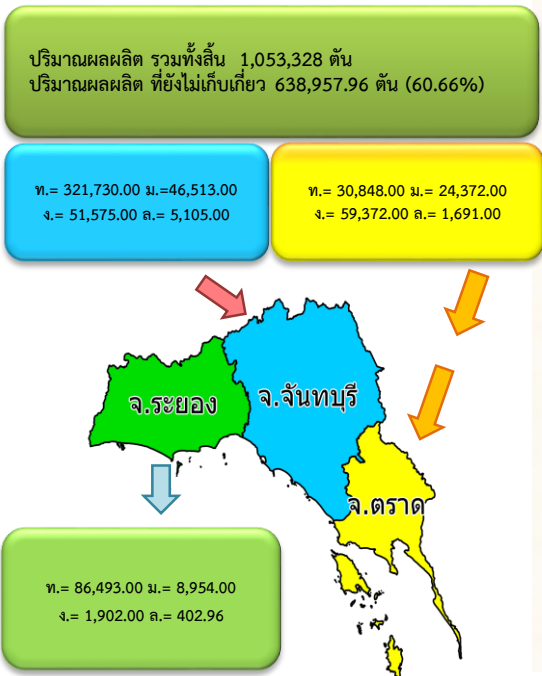 ปริมาณผลผลิต รวมทั้งสิ้น 1,053,328 ตัน
ปริมาณผลผลิต ที่ยังไม่เก็บเกี่ยว 638,957.96 ตัน (60.66%)
ท.= 321,730.00 ม.=46,513.00
ง.= 51,575.00 ล.= 5,105.00
ท.= 30,848.00 ม.= 24,372.00
ง.= 59,372.00 ล.= 1,691.00
จ.ระยอง
จ.จันทบุรี
จ.ตราด
ท.= 86,493.00 ม.= 8,954.00
ง.= 1,902.00 ล.= 402.96